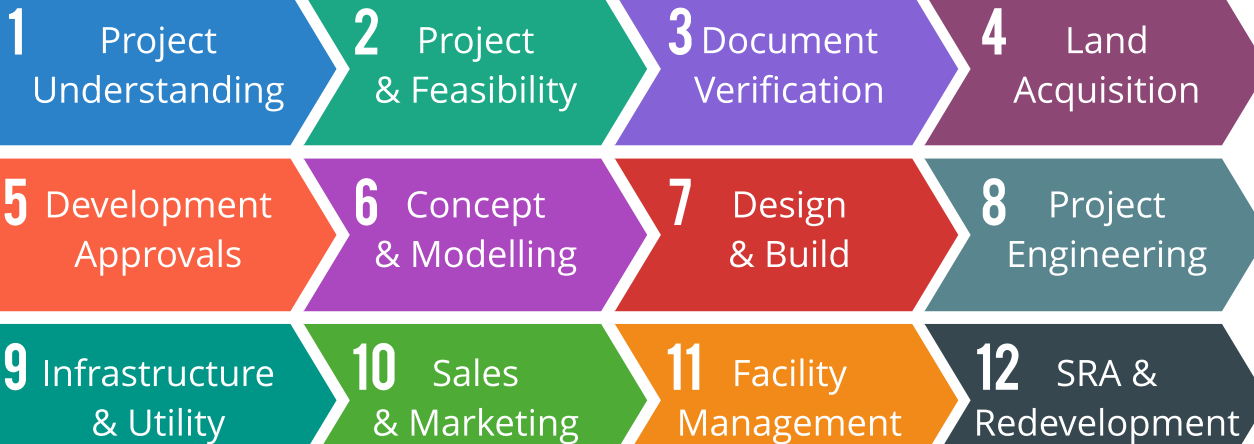 1 Project
Understanding
2 Project
& Feasibility
3 Document
Verification
4 Land
Acquisition
5 Development
Approvals
6 Concept
& Modelling
7 Design
& Build
8 Project
Engineering
9 Infrastructure
& Utility
10 Sales
& Marketing
11 Facility
Management
12 SRA &
Redevelopment